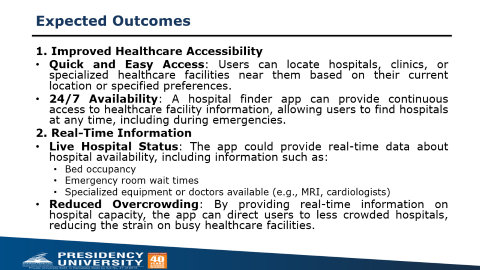 Expected Outcomes
1. Improved Healthcare Accessibility
• Quick and Easy Access: Users can locate hospitals, clinics, or
specialized healthcare facilities near them based on their current
location or specified preferences.
• 24/7 Availability: A hospital finder app can provide continuous
access to healthcare facility information, allowing users to find hospitals
at any time, including during emergencies.
2. Real-Time Information
• Live Hospital Status: The app could provide real-time data about
hospital availability, including information such as:
• Bed occupancy
• Emergency room wait times
• Specialized equipment or doctors available (e.g., MRI, cardiologists)
• Reduced Overcrowding: By providing real-time information on
hospital capacity, the app can direct users to less crowded hospitals,
reducing the strain on busy healthcare facilities.
PRESIDENCY
UNIVERSITY